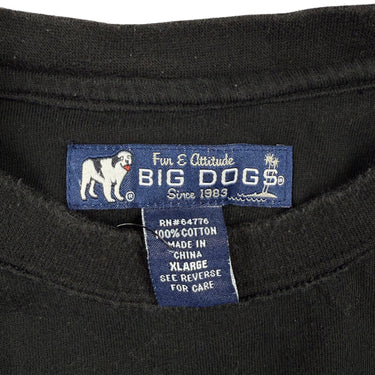 Fun & Attitude
BIG DOGS®
Since 1983
®
RN#64776
100% COTTON
MADE IN
CHINA
XLARGE
SEE REVERSE
FOR CARE